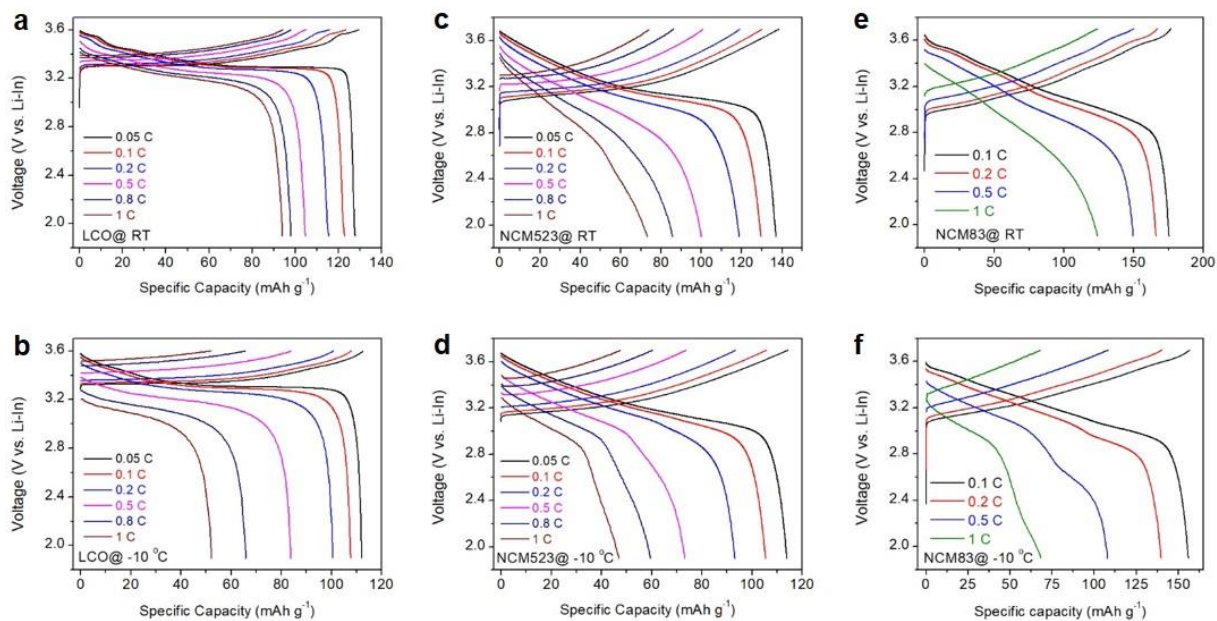 a
3.6
3.2
2.8
2.4
2.0
Voltage (V vs. Li-In)
0.05 C
0.1 C
0.2 C
0.5 C
0.8 C
1 C
LCO@ RT
0 20 40 60 80 100 120 140
Specific Capacity (mAh g⁻¹)
c
3.6
3.2
2.8
2.4
2.0
Voltage (V vs. Li-In)
0.05 C
0.1 C
0.2 C
0.5 C
0.8 C
1 C
NCM523@ RT
0 20 40 60 80 100 120 140
Specific Capacity (mAh g⁻¹)
e
3.6
3.2
2.8
2.4
2.0
Voltage (V vs. Li-In)
0.1 C
0.2 C
0.5 C
1 C
NCM83@ RT
0 50 100 150 200
Specific capacity (mAh g⁻¹)
b
3.6
3.2
2.8
2.4
2.0
Voltage (V vs. Li-In)
0.05 C
0.1 C
0.2 C
0.5 C
0.8 C
1 C
LCO@ -10 °C
0 20 40 60 80 100 120
Specific Capacity (mAh g⁻¹)
d
3.6
3.2
2.8
2.4
2.0
Voltage (V vs. Li-In)
0.05 C
0.1 C
0.2 C
0.5 C
0.8 C
1 C
NCM523@ -10 °C
0 20 40 60 80 100 120
Specific Capacity (mAh g⁻¹)
f
3.6
3.2
2.8
2.4
2.0
Voltage (V vs. Li-In)
0.1 C
0.2 C
0.5 C
1 C
NCM83@ -10 °C
0 25 50 75 100 125 150
Specific capacity (mAh g⁻¹)